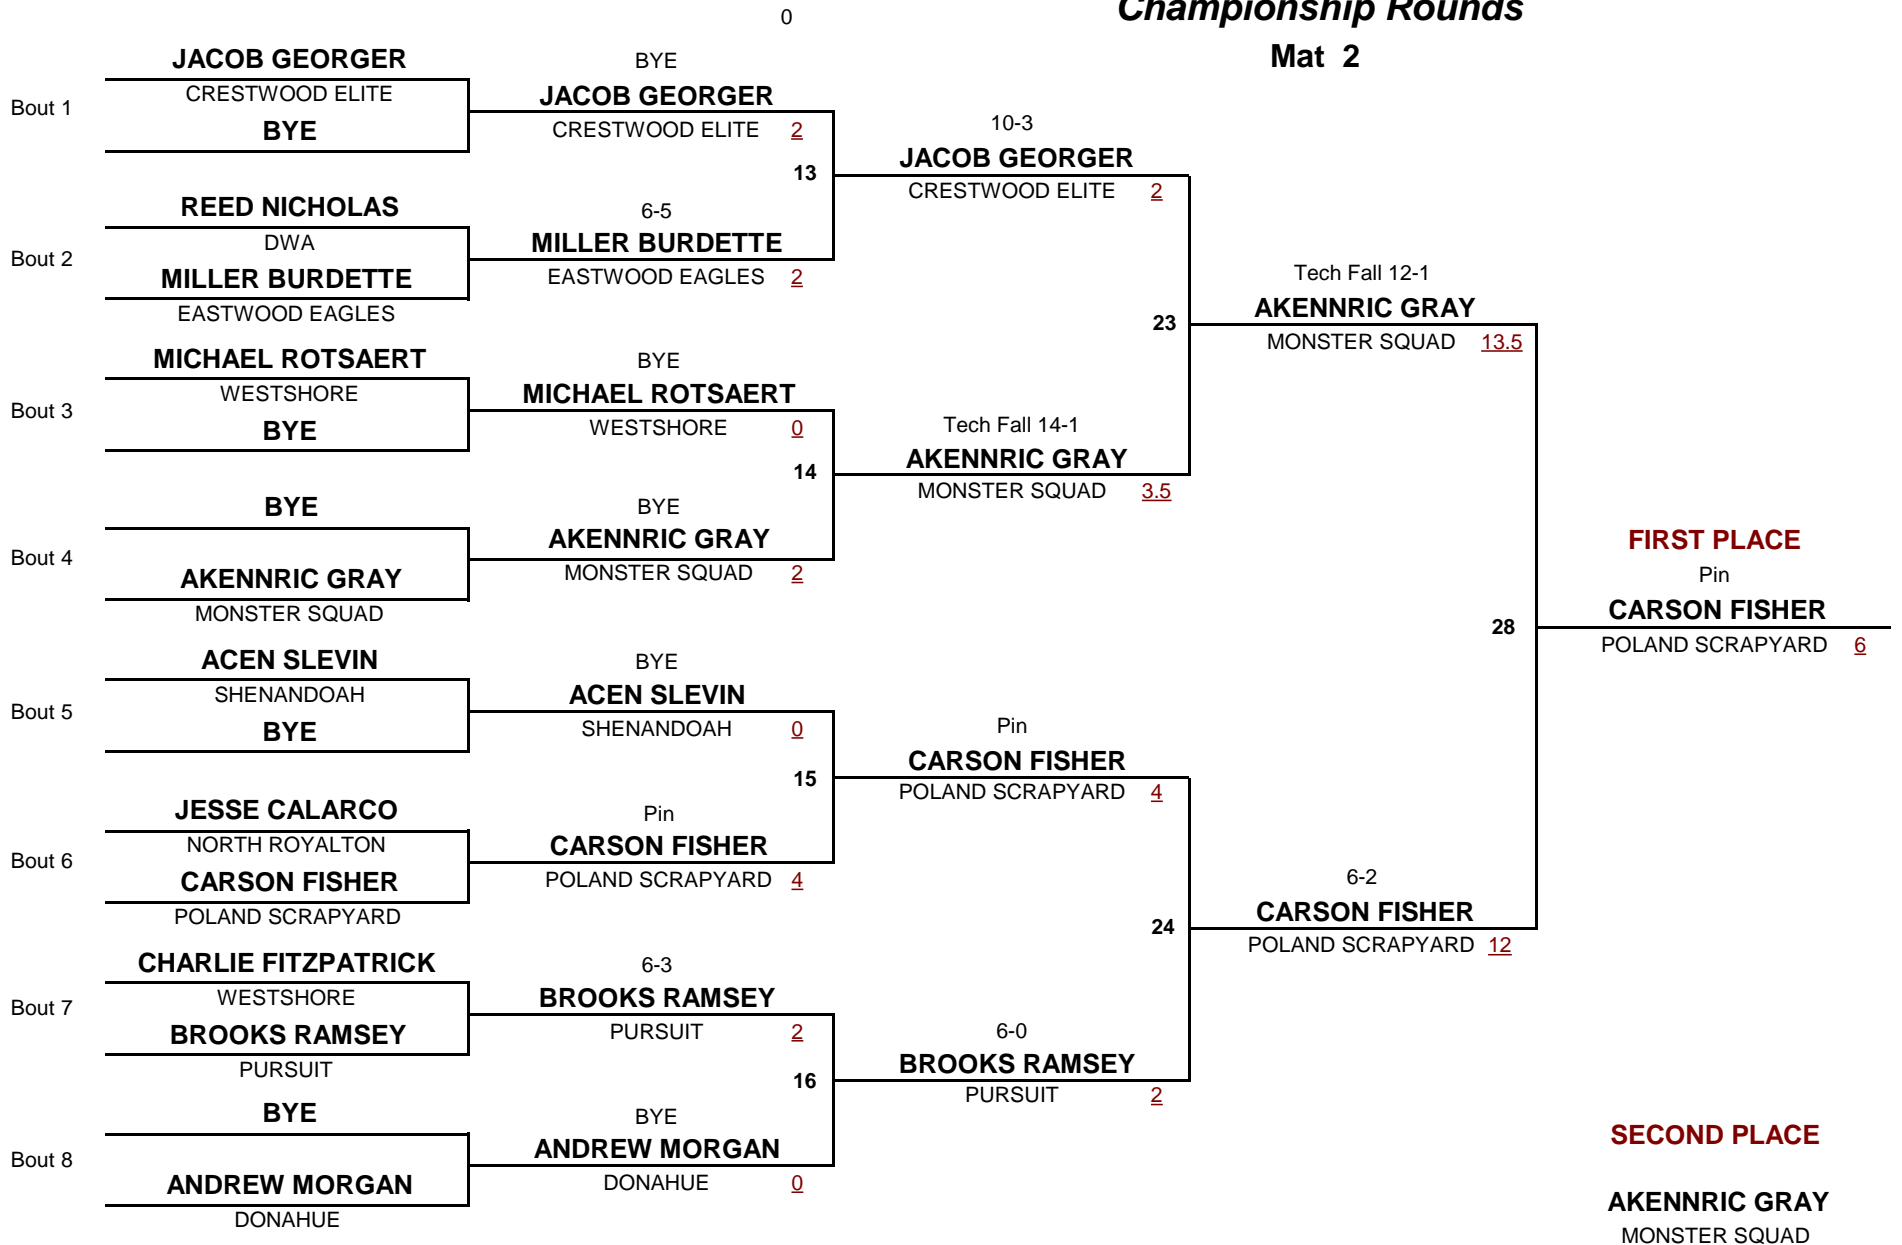 0
Championship Rounds
Mat 2
JACOB GEORGER
CRESTWOOD ELITE
Bout 1
BYE
REED NICHOLAS
DWA
Bout 2
MILLER BURDETTE
EASTWOOD EAGLES
MICHAEL ROTSAERT
WESTSHORE
Bout 3
BYE
BYE
Bout 4
AKENNRIC GRAY
MONSTER SQUAD
ACEN SLEVIN
SHENANDOAH
Bout 5
BYE
JESSE CALARCO
NORTH ROYALTON
Bout 6
CARSON FISHER
POLAND SCRAPYARD
CHARLIE FITZPATRICK
WESTSHORE
Bout 7
BROOKS RAMSEY
PURSUIT
BYE
Bout 8
ANDREW MORGAN
DONAHUE
BYE
JACOB GEORGER
CRESTWOOD ELITE 2
13
6-5
MILLER BURDETTE
EASTWOOD EAGLES 2
BYE
MICHAEL ROTSAERT
WESTSHORE 0
14
BYE
AKENNRIC GRAY
MONSTER SQUAD 2
BYE
ACEN SLEVIN
SHENANDOAH 0
15
Pin
CARSON FISHER
POLAND SCRAPYARD 4
6-3
BROOKS RAMSEY
PURSUIT 2
16
BYE
ANDREW MORGAN
DONAHUE 0
10-3
JACOB GEORGER
CRESTWOOD ELITE 2
23
Tech Fall 14-1
AKENNRIC GRAY
MONSTER SQUAD 3.5
Pin
CARSON FISHER
POLAND SCRAPYARD 4
24
6-0
BROOKS RAMSEY
PURSUIT 2
Tech Fall 12-1
AKENNRIC GRAY
MONSTER SQUAD 13.5
28
6-2
CARSON FISHER
POLAND SCRAPYARD 12
FIRST PLACE
Pin
CARSON FISHER
POLAND SCRAPYARD 6
SECOND PLACE
AKENNRIC GRAY
MONSTER SQUAD